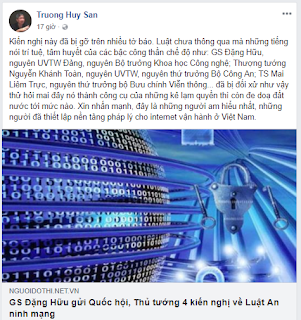 Truong Huy San
17 giờ
Kiến nghị này đã bị gỡ trên nhiều tờ báo. Luật chưa thông qua mà những tiếng
nói trí tuệ, tâm huyết của các bậc công thần chế độ như: GS Đặng Hữu,
nguyên UVTW Đảng, nguyên Bộ trưởng Khoa học Công nghệ; Thượng tướng
Nguyễn Khánh Toàn, nguyên UVTW, nguyên thứ trưởng Bộ Công An; TS Mai
Liêm Trực, nguyên thứ trưởng bộ Bưu chính Viễn thông... đã bị đối xử như vậy
thử hỏi mai đây nó thành công cụ của những kẻ lạm quyền thì còn đe doạ đất
nước tới mức nào. Xin nhấn mạnh, đây là những người am hiểu nhất, những
người đã thiết lập nền tảng pháp lý cho internet vận hành ở Việt Nam.
NGUOIDOTHI.NET.VN
GS Đặng Hữu gửi Quốc hội, Thủ tướng 4 kiến nghị về Luật An
ninh mạng